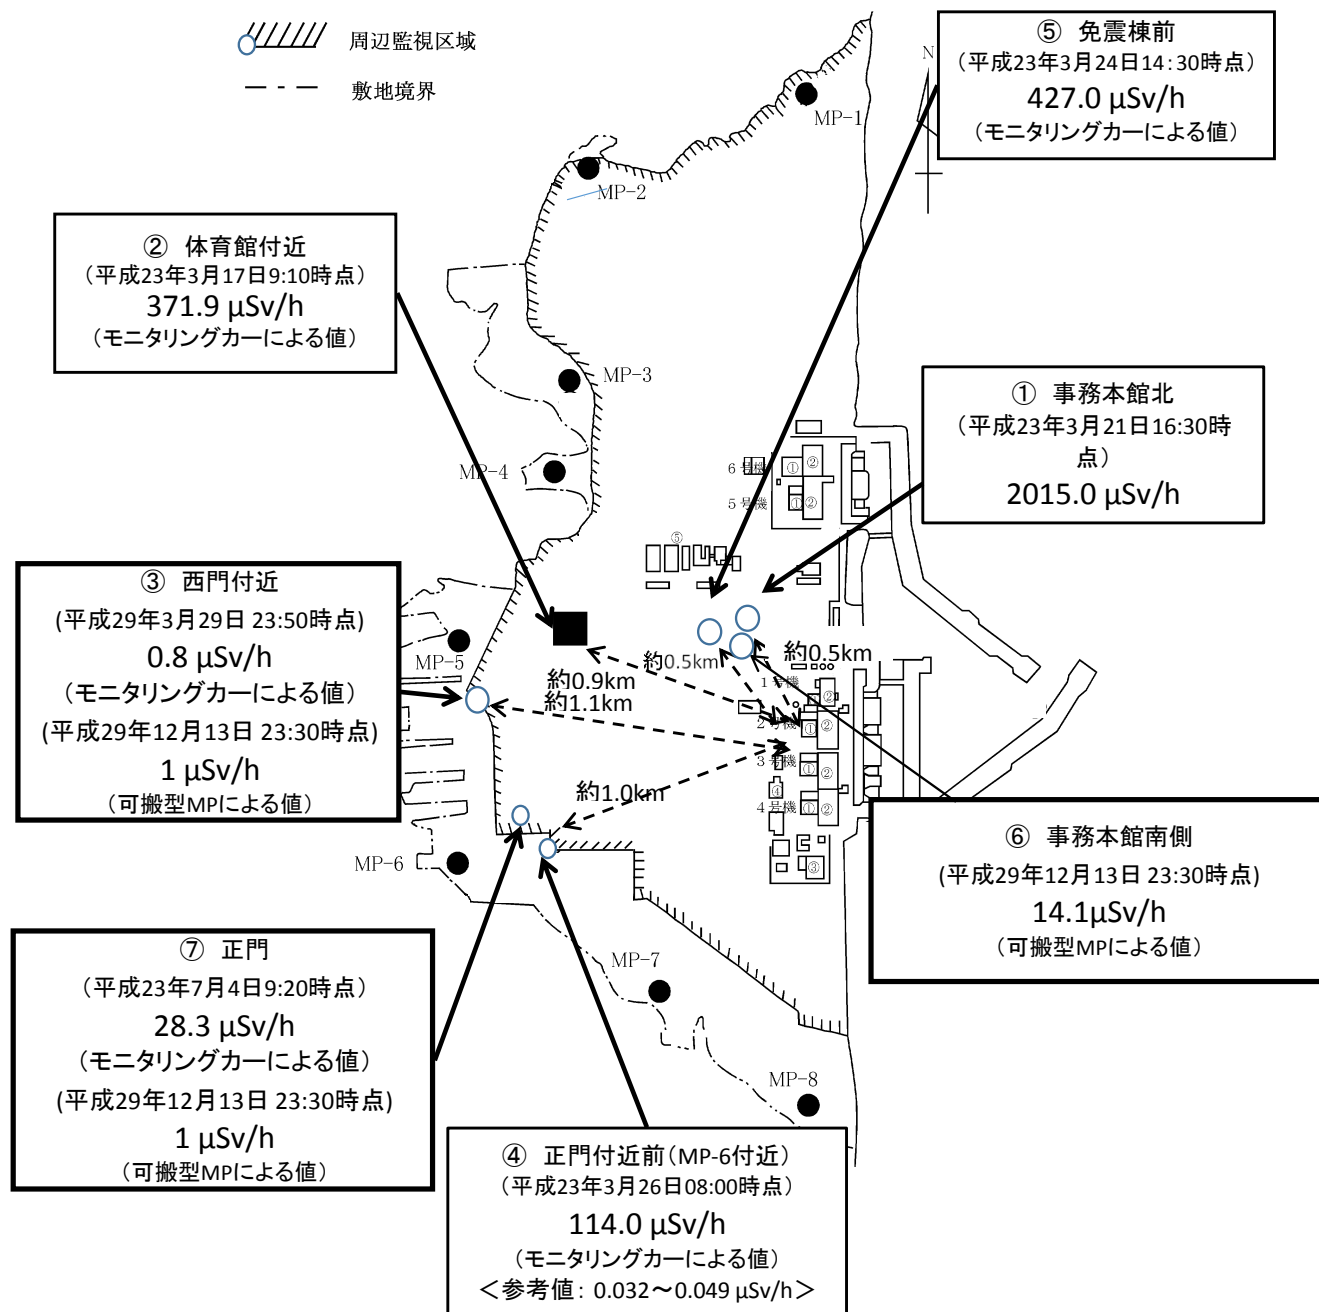 周辺監視区域
敷地境界
⑤ 免震棟前
(平成23年3月24日14:30時点)
427.0 μSv/h
(モニタリングカーによる値)
N
MP-1
MP-2
② 体育館付近
(平成23年3月17日9:10時点)
371.9 μSv/h
(モニタリングカーによる値)
MP-3
MP-4
① 事務本館北
(平成23年3月21日16:30時
点)
2015.0 μSv/h
6号機
① ②
5号機
① ②
⑤
③ 西門付近
(平成29年3月29日 23:50時点)
0.8 μSv/h
(モニタリングカーによる値)
(平成29年12月13日 23:30時点)
1 μSv/h
(可搬型MPによる値)
MP-5
約0.9km
約1.1km
約0.5km
約0.5km
1号機
②
2号機
① ②
3号機
① ②
④
4号機
① ②
③
約1.0km
MP-6
⑥ 事務本館南側
(平成29年12月13日 23:30時点)
14.1μSv/h
(可搬型MPによる値)
⑦ 正門
(平成23年7月4日9:20時点)
28.3 μSv/h
(モニタリングカーによる値)
(平成29年12月13日 23:30時点)
1 μSv/h
(可搬型MPによる値)
MP-7
MP-8
④ 正門付近前(MP-6付近)
(平成23年3月26日08:00時点)
114.0 μSv/h
(モニタリングカーによる値)
<参考値: 0.032～0.049 μSv/h>